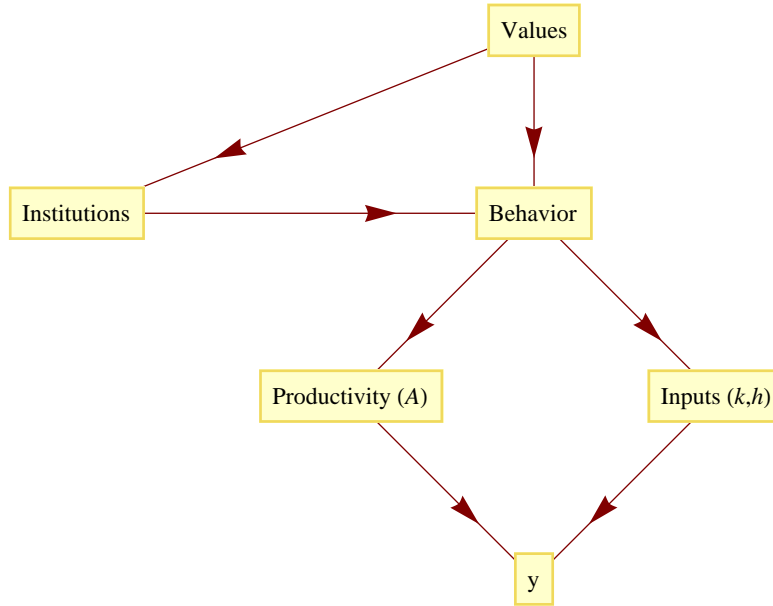 Values
Institutions
Behavior
Productivity (A)
Inputs (k,h)
y